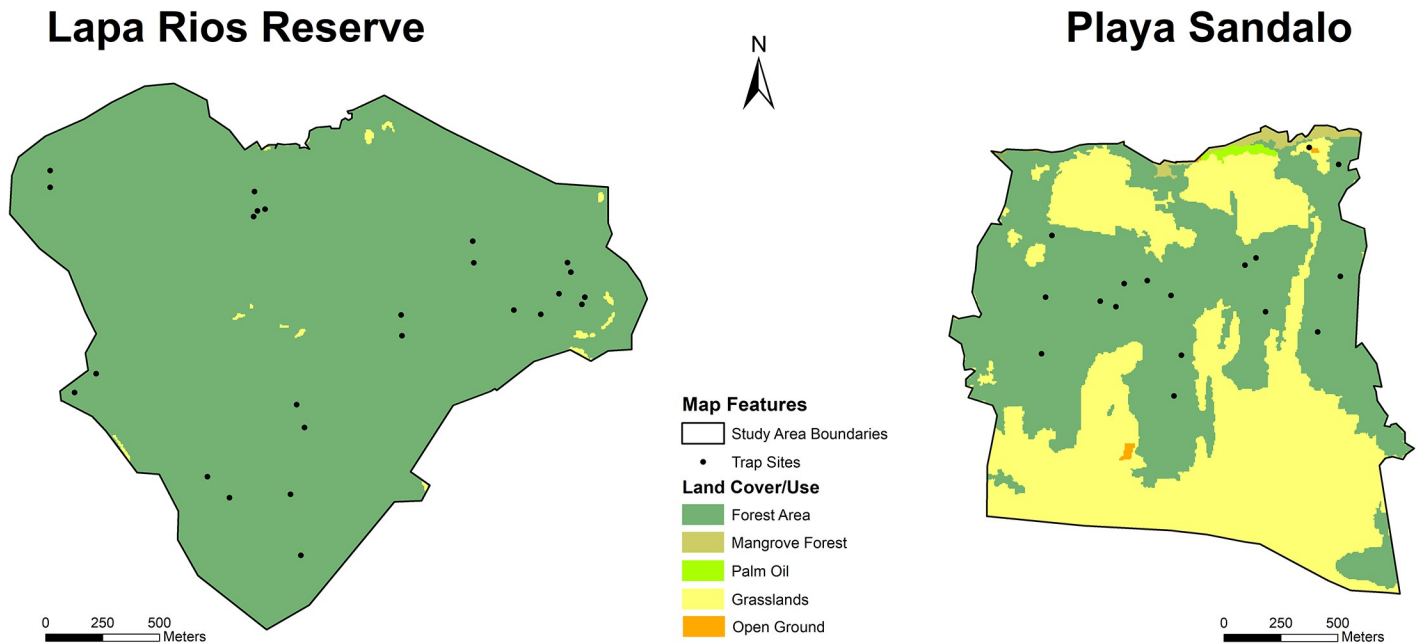 Lapa Rios Reserve
Playa Sandalo
N
Map Features
Study Area Boundaries
Trap Sites
Land Cover/Use
Forest Area
Mangrove Forest
Palm Oil
Grasslands
Open Ground
0 250 500
Meters
0 250 500
Meters